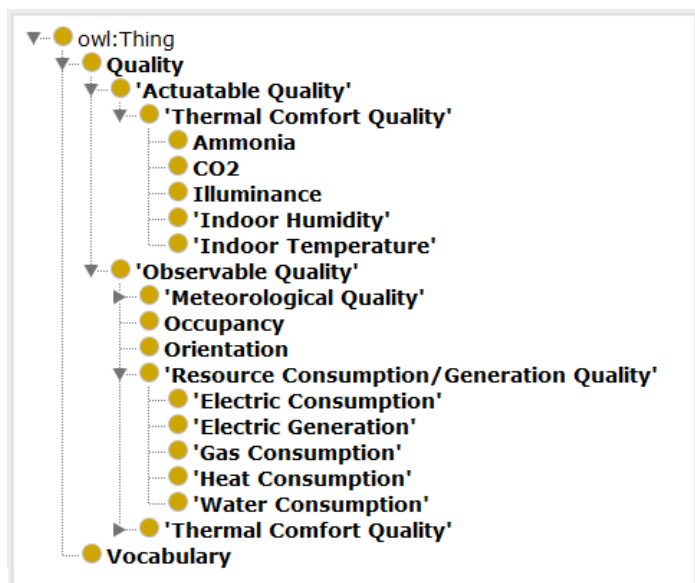 owl:Thing
Quality
'Actuatable Quality'
'Thermal Comfort Quality'
Ammonia
CO2
Illuminance
'Indoor Humidity'
'Indoor Temperature'
'Observable Quality'
'Meteorological Quality'
Occupancy
Orientation
'Resource Consumption/Generation Quality'
'Electric Consumption'
'Electric Generation'
'Gas Consumption'
'Heat Consumption'
'Water Consumption'
'Thermal Comfort Quality'
Vocabulary